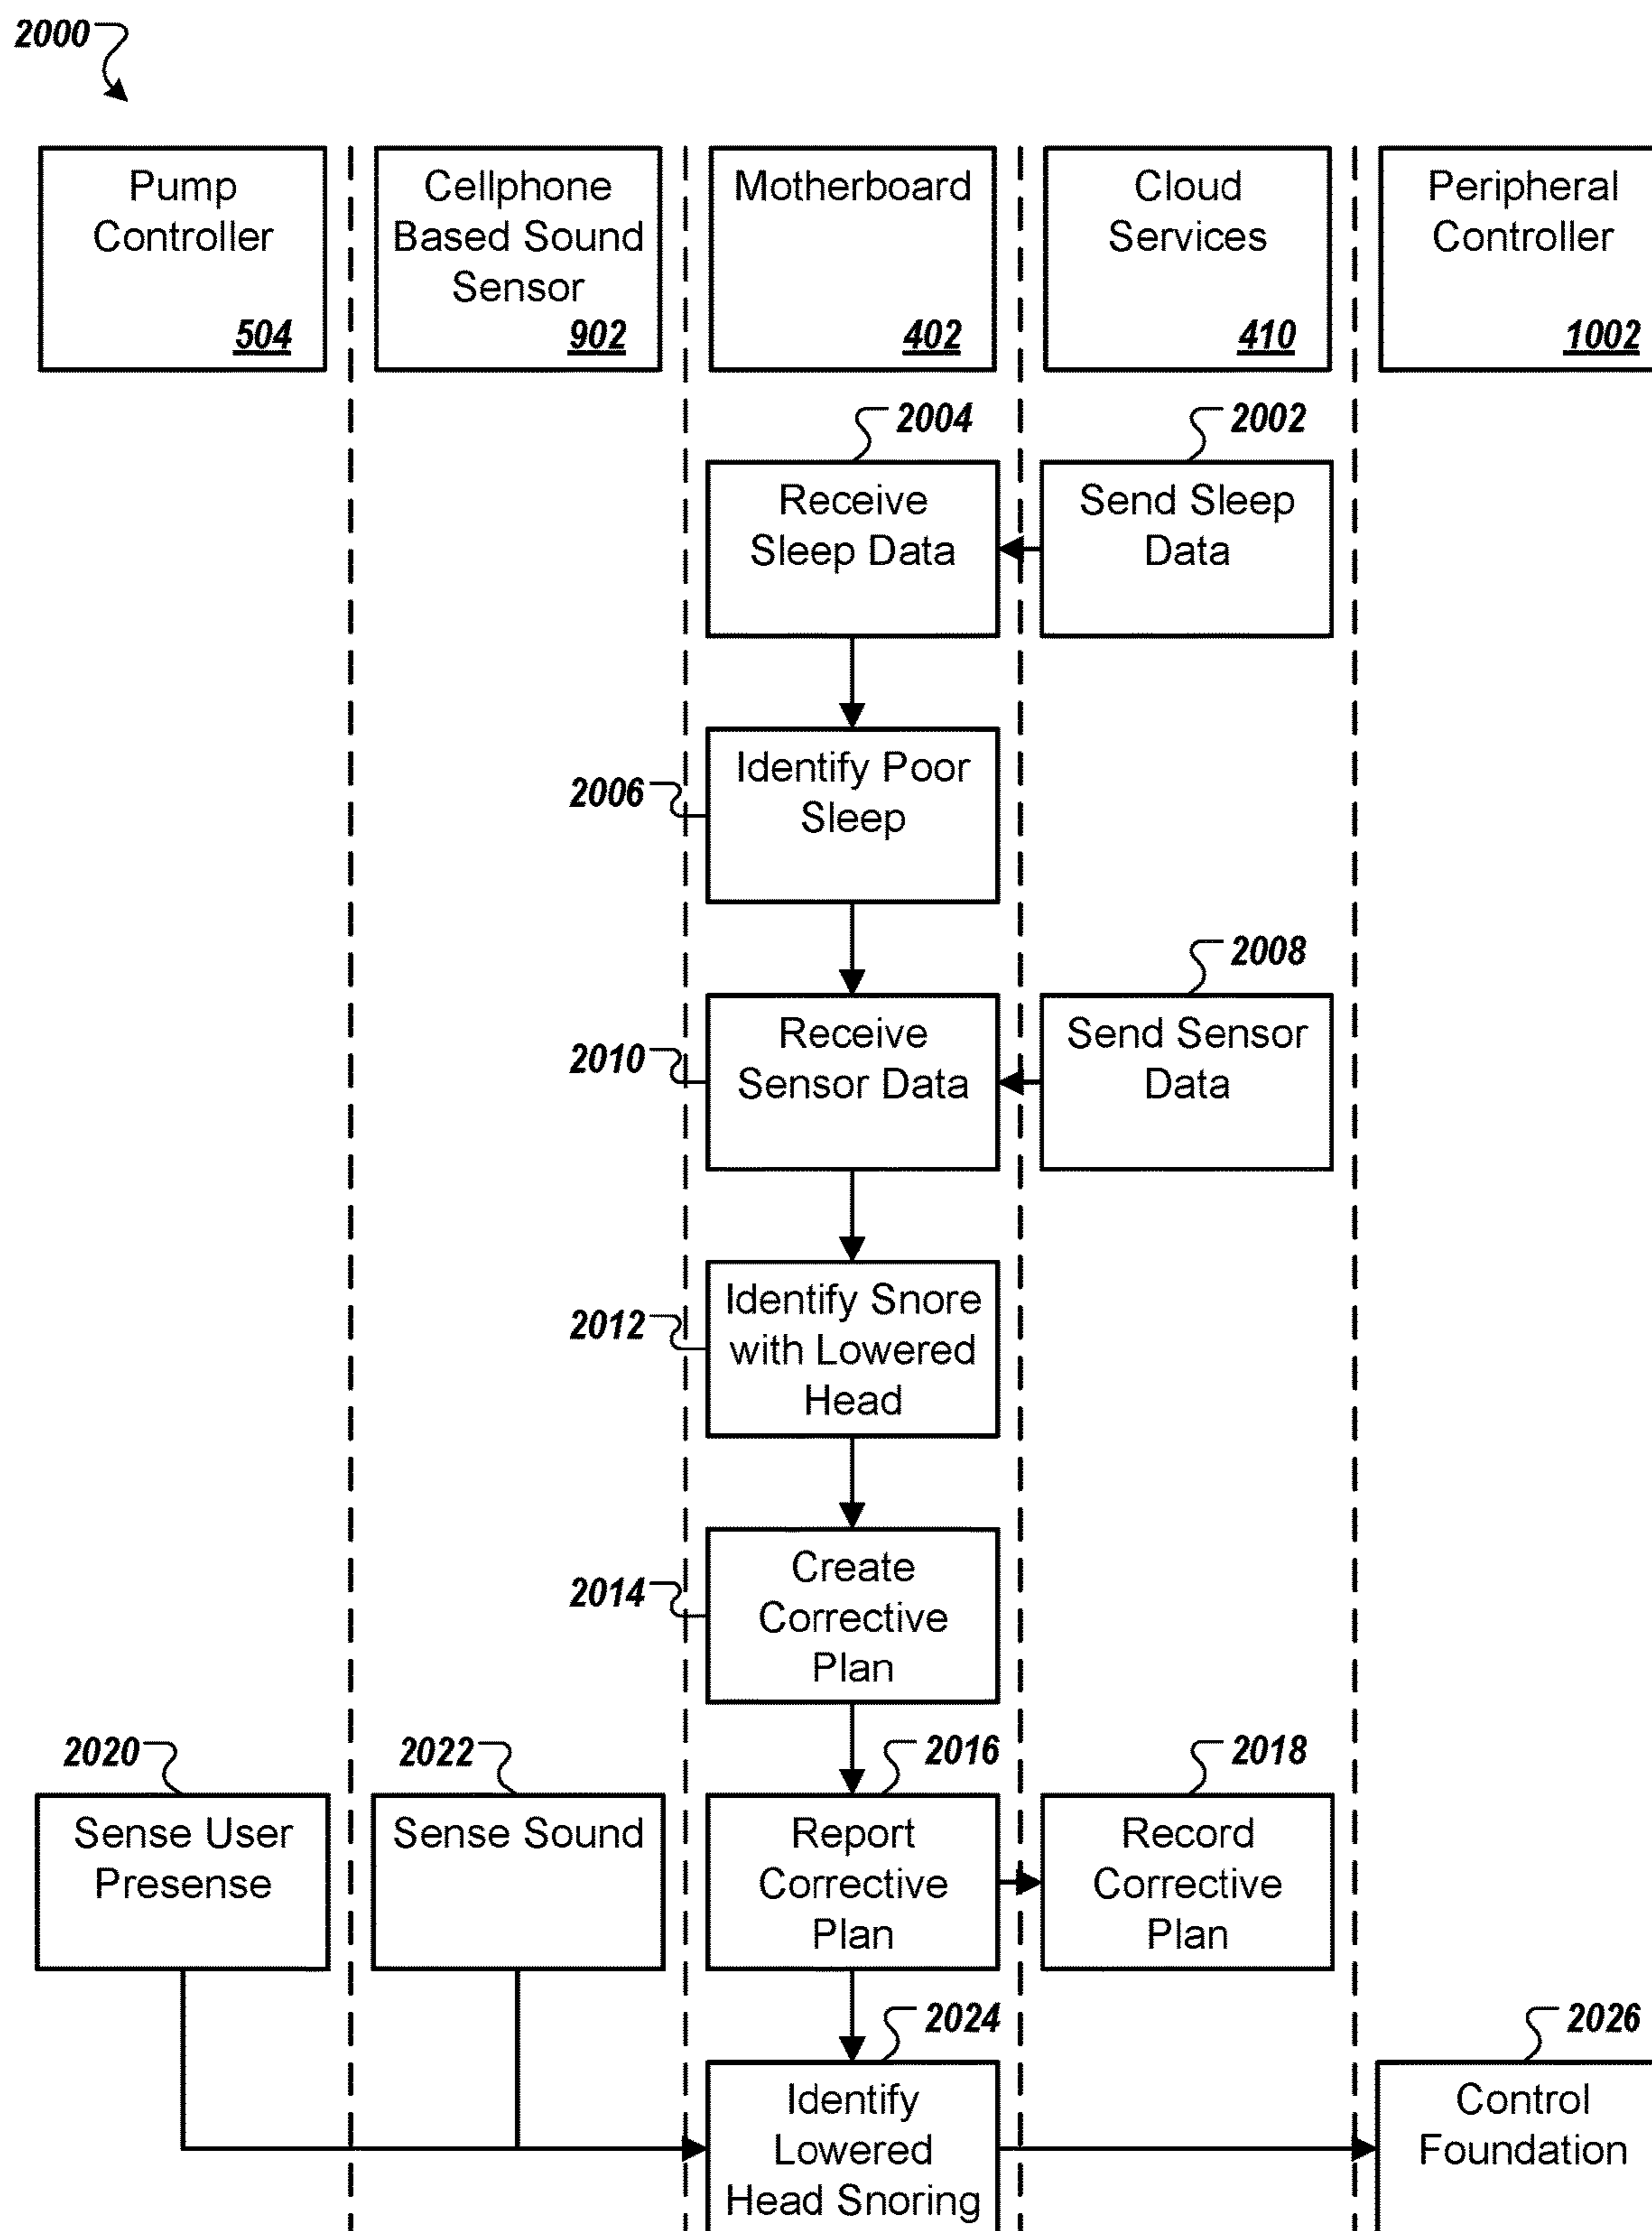 2000
Pump
Controller
504
Cellphone
Based Sound
Sensor
902
Motherboard
402
Cloud
Services
410
Peripheral
Controller
1002
2004
Receive
Sleep Data
2002
Send Sleep
Data
2006
Identify Poor
Sleep
2010
Receive
Sensor Data
2008
Send Sensor
Data
2012
Identify Snore
with Lowered
Head
2014
Create
Corrective
Plan
2020
Sense User
Presense
2022
Sense Sound
2016
Report
Corrective
Plan
2018
Record
Corrective
Plan
2024
Identify
Lowered
Head Snoring
2026
Control
Foundation